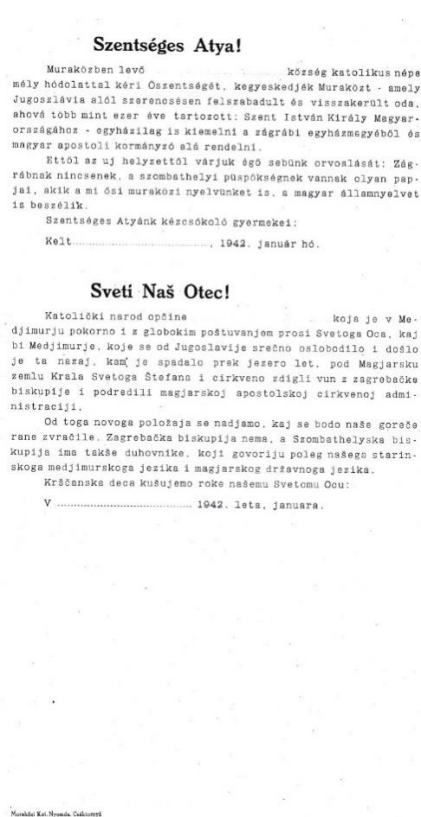 Szentséges Atya!
Muraközben levő község katolikus népe
mély hódolattal kéri Őszentségét, kegyeskedjék Muraközt - amely
Jugoszlávia alól szerencsésen felszabadult és visszakerült oda,
ahová több mint ezer éve tartozott: Szent István Király Magyar-
országához - egyházilag is kiemelni a zágrábi egyházmegyéből és
magyar apostoli kormányzó alá rendelni.
Ettől az uj helyzettől várjuk égő sebünk orvoslását: Zág-
rábnak nincsenek, a szombathelyi püspökségnek vannak olyan pap-
jai, akik a mi ősi muraközi nyelvünket is, a magyar államnyelvet
is beszélik.
Szentséges Atyánk kézcsókoló gyermekei:
Kelt........................................, 1942. január hó.
Sveti Naš Otec!
Katolički narod općine koja je v Me-
djimurju pokorno i z globokim poštuvanjem prosi Svetoga Oca, kaj
bi Medjimurje, koje se od Jugoslavije srečno oslobodilo i došlo
je ta nazaj, kam je spadalo prek jezero let, pod Magjarsku
zemlu Krala Svetoga Štefana i cirkveno zdigli vun z zagrebačke
biskupije i podredili magjarskoj apostolskoj cirkvenoj admi-
nistraciji.
Od toga novoga položaja se nadjamo, kaj se bodo naše goreče
rane zvračile. Zagrebačka biskupija nema, a Szombathelyska bis-
kupija ima takše duhovnike, koji govoriju poleg našega starin-
skoga medjimurskoga jezika i magjarskog državnoga jezika.
Krščanska deca kušujemo roke našemu Svetomu Ocu:
V ........................................ 1942. leta, januara.
Muraközi Kat. Nyomda, Csáktornya